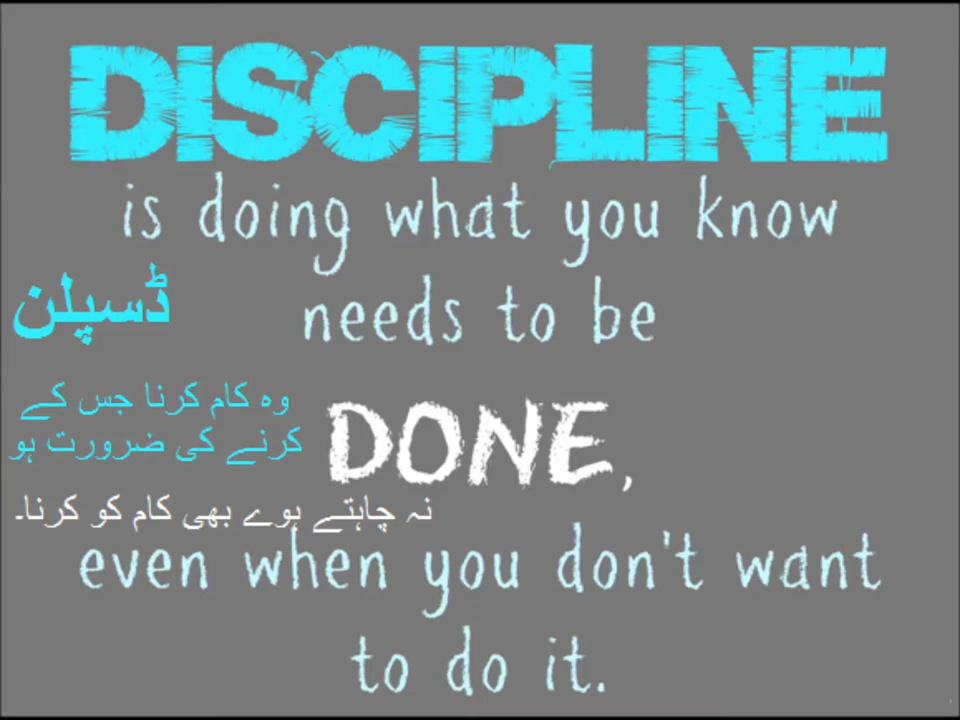 DISCIPLINE
is doing what you know
needs to be
DONE,
even when you don't want
to do it.
ڈسپلن
وہ کام کرنا جس کے
کرنے کی ضرورت ہو
نہ چاہتے ہوے بھی کام کو کرنا۔